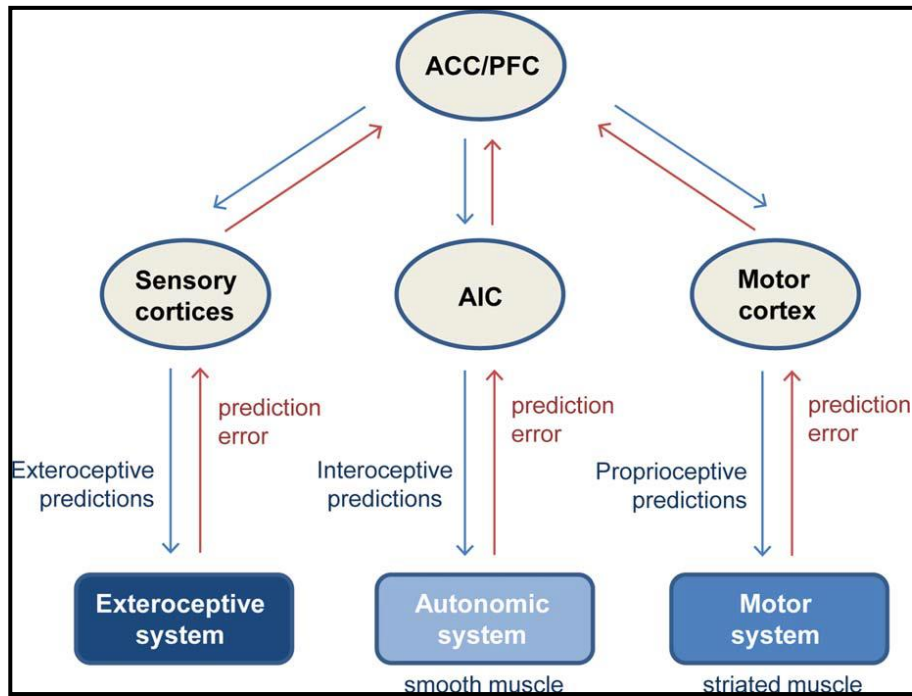 ACC/PFC
Sensory
cortices
AIC
Motor
cortex
prediction
error
prediction
error
prediction
error
Exteroceptive
predictions
Interoceptive
predictions
Proprioceptive
predictions
Exteroceptive
system
Autonomic
system
Motor
system
smooth muscle
striated muscle